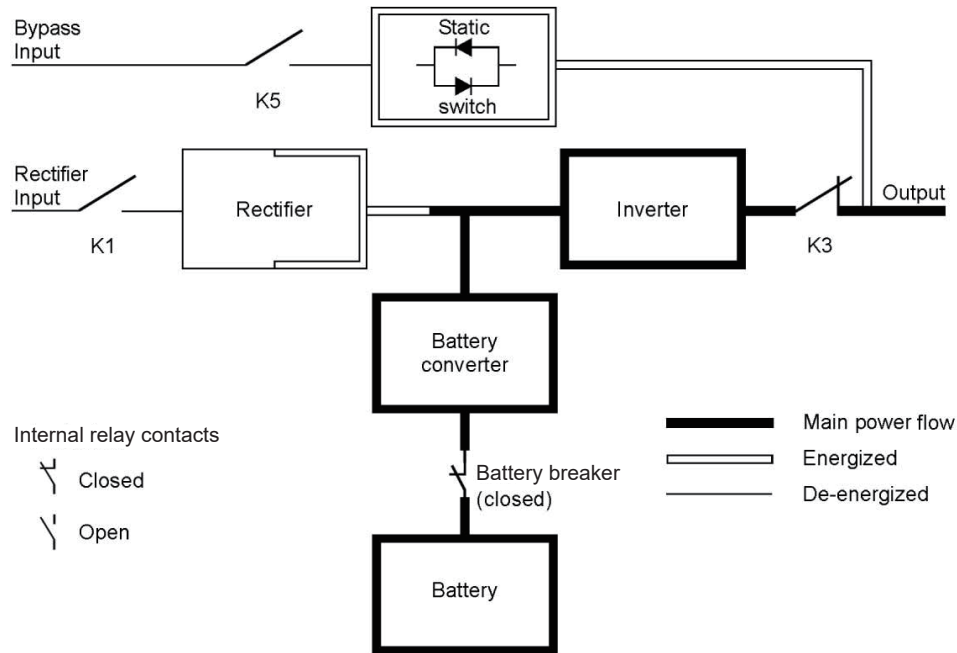 Bypass
Input
K5
Static
switch
Rectifier
Input
K1
Rectifier
Inverter
K3
Output
Battery
converter
Internal relay contacts
Closed
Open
Battery breaker
(closed)
Battery
Main power flow
Energized
De-energized